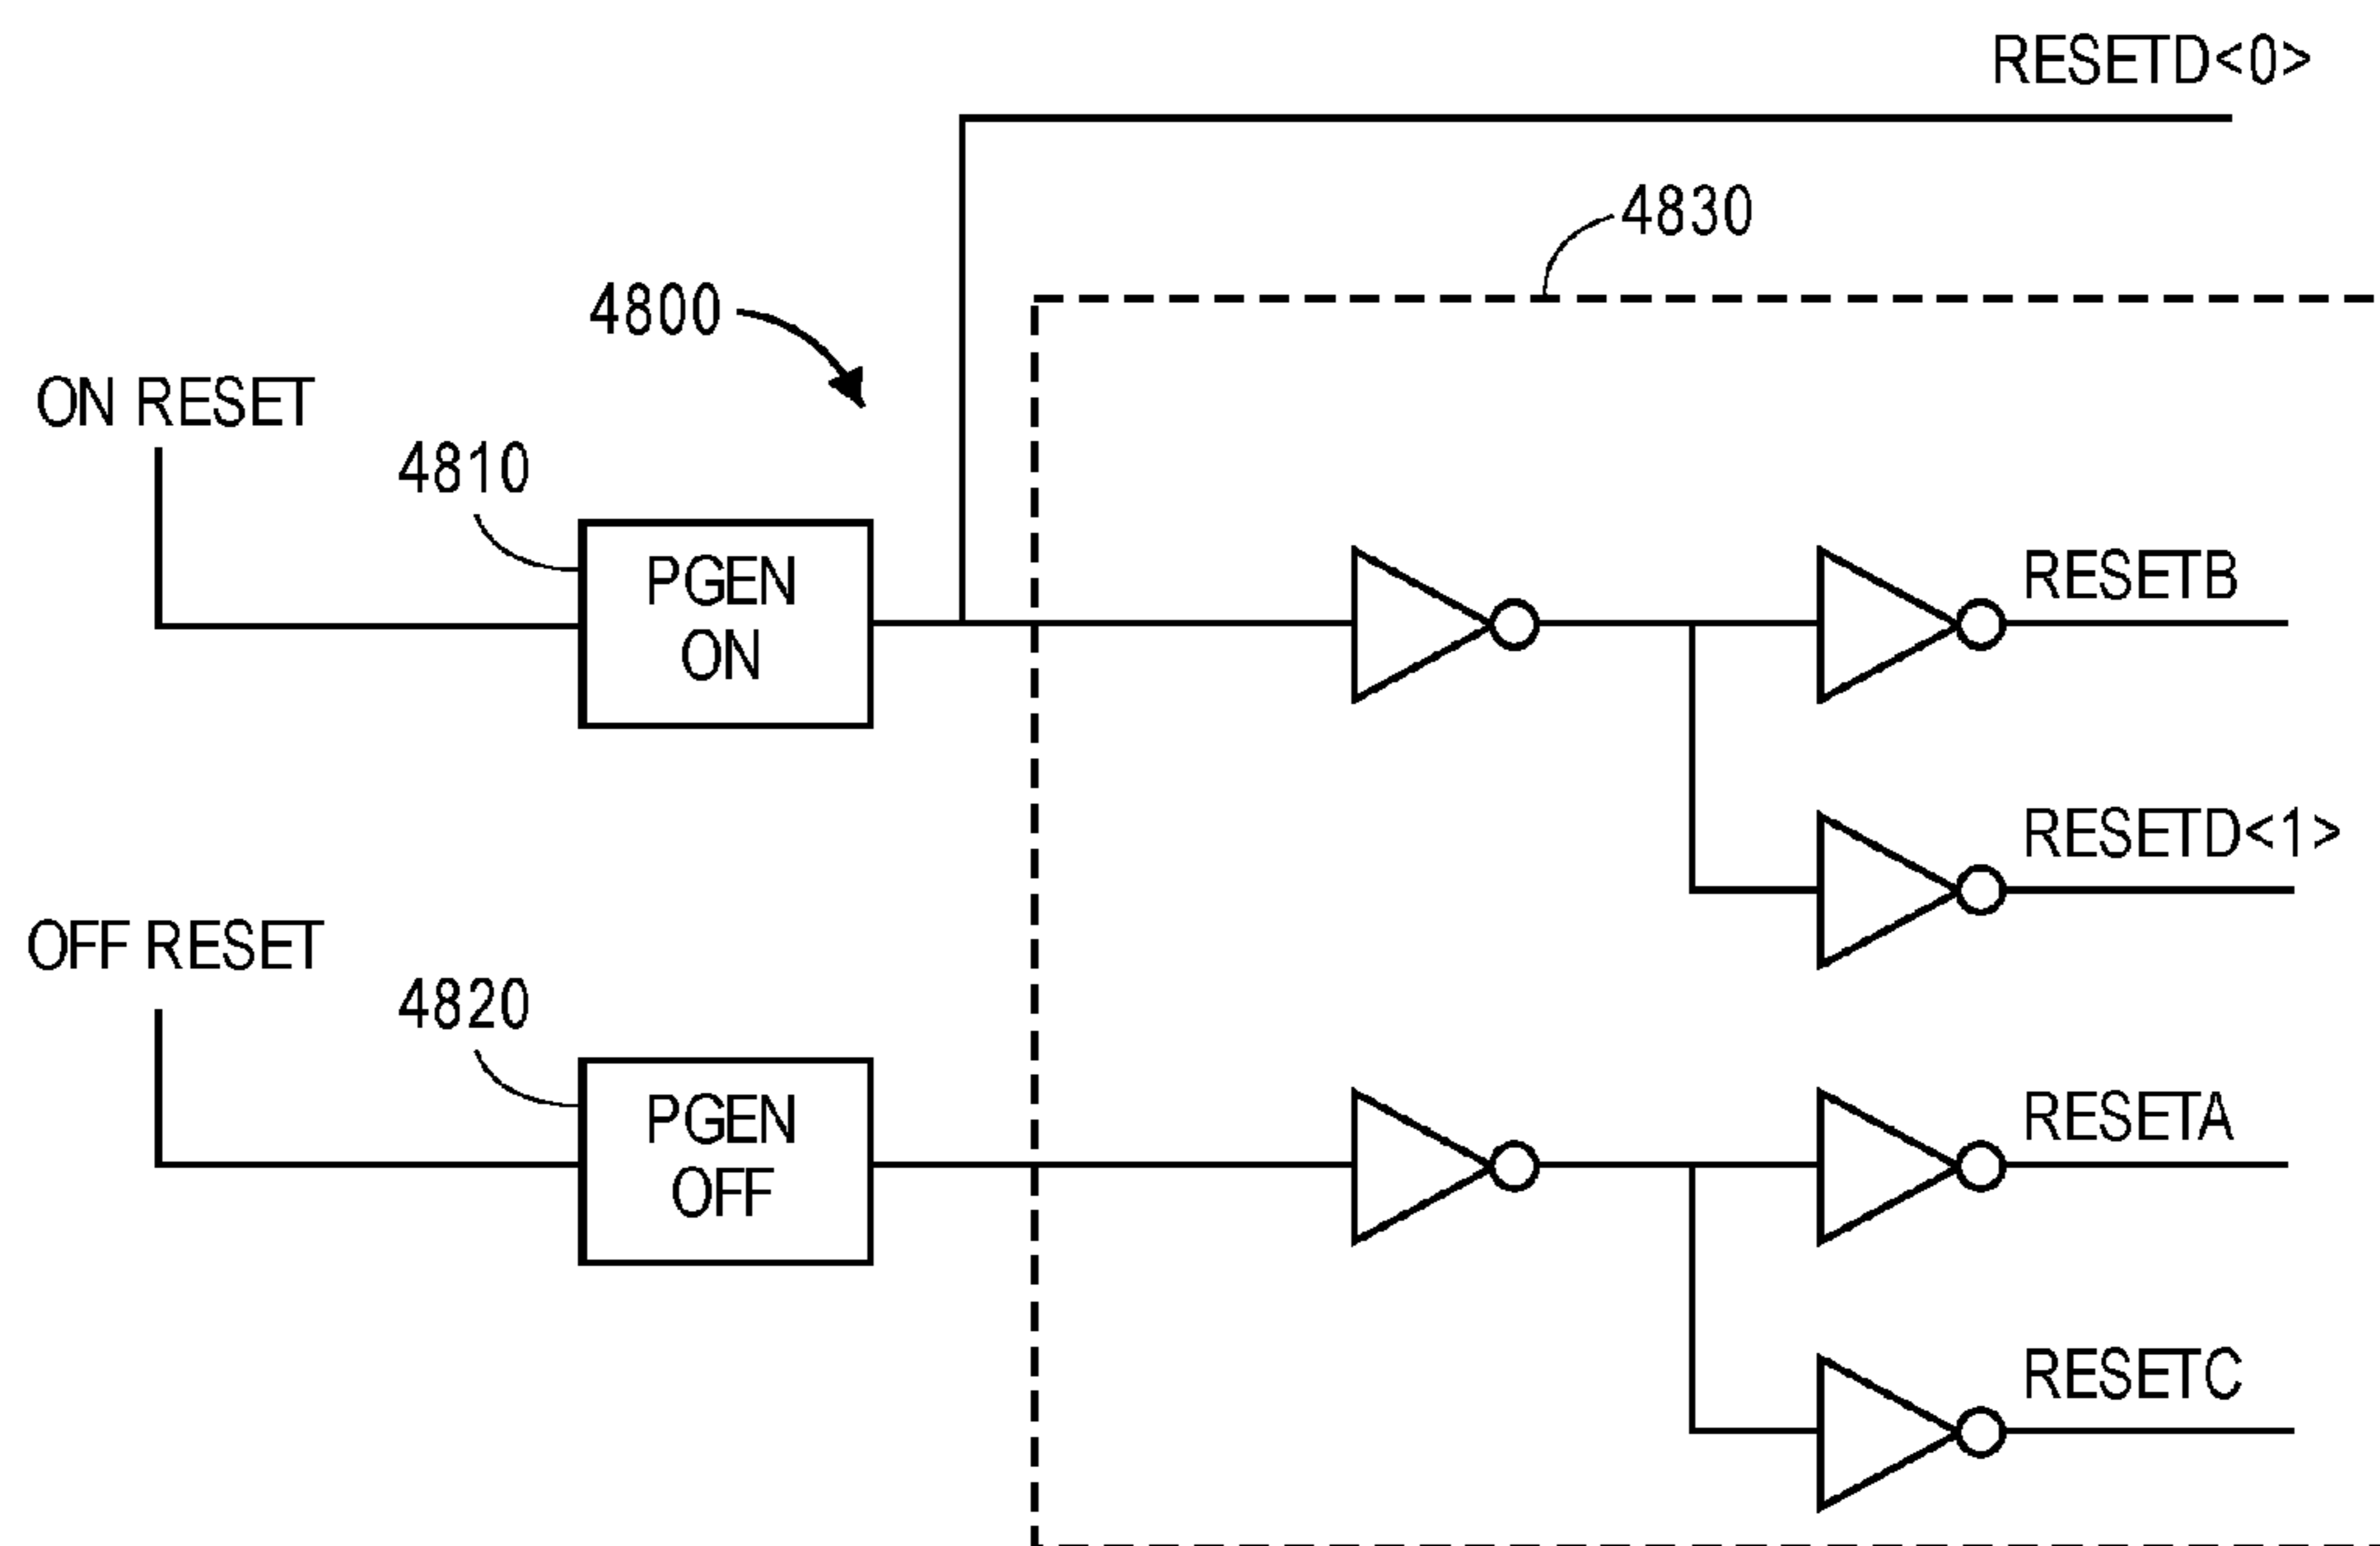 RESETD<0>
4830
4800
ON RESET
4810
PGEN
ON
RESETB
RESETD<1>
OFF RESET
4820
PGEN
OFF
RESETA
RESETC